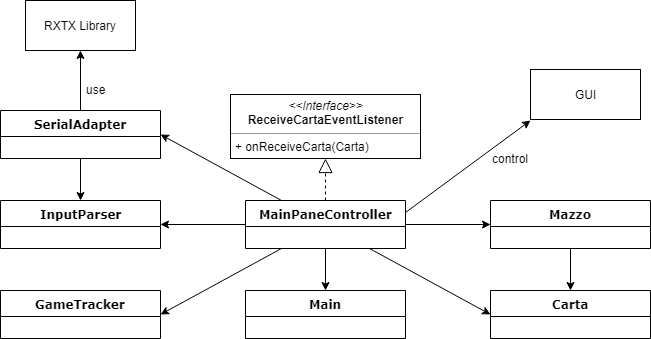 RXTX Library
use
<<Interface>>
ReceiveCartaEventListener
+ onReceiveCarta(Carta)
GUI
control
SerialAdapter
InputParser
MainPaneController
Mazzo
GameTracker
Main
Carta